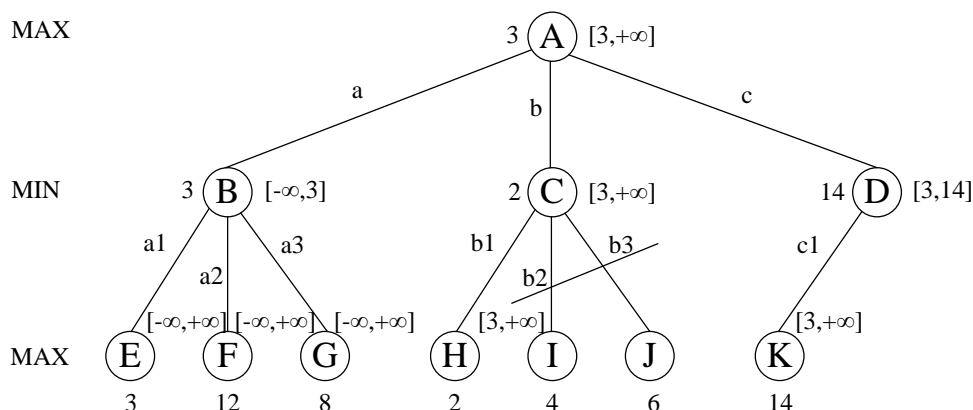 MAX 3 A [3,+∞]
a b c
MIN 3 B [-∞,3] 2 C [3,+∞] 14 D [3,14]
a1 a2 a3 b1 b2 b3 c1
[-∞,+∞] [-∞,+∞] [-∞,+∞] [3,+∞] [3,+∞]
MAX E F G H I J K
3 12 8 2 4 6 14